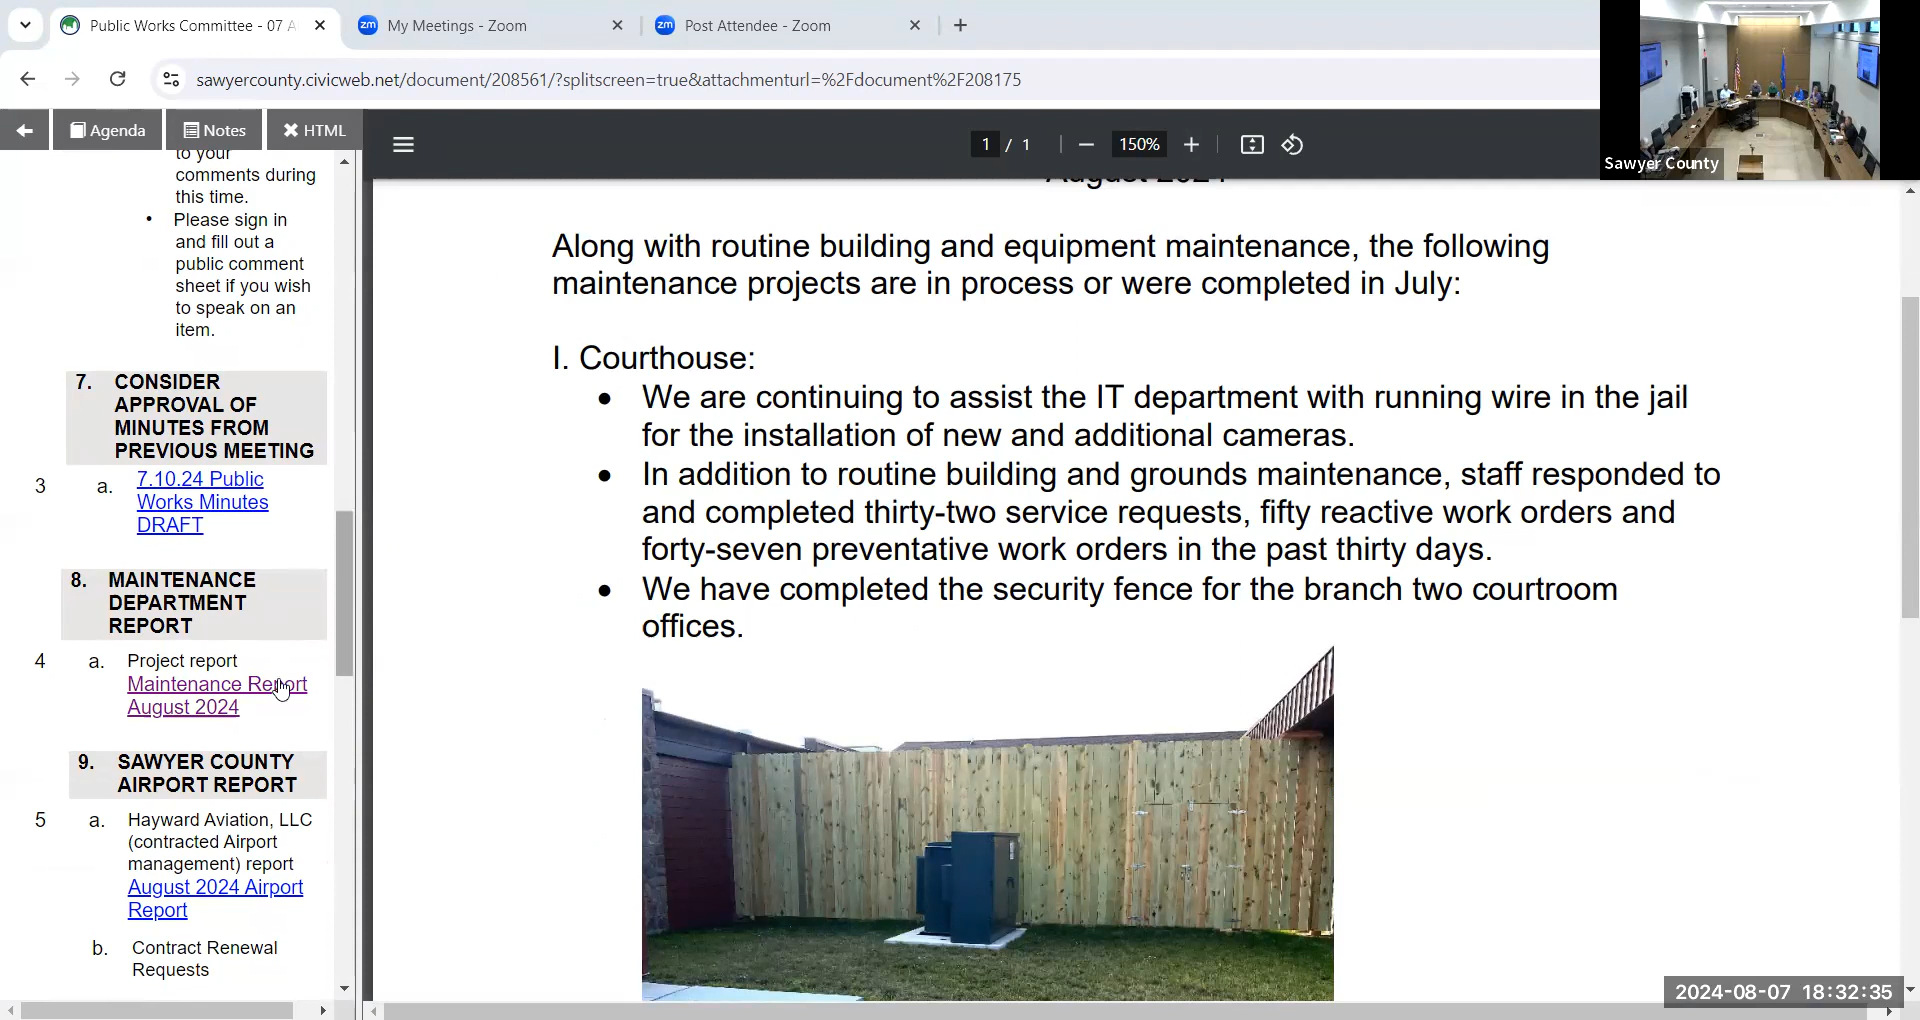 Public Works Committee - 07 A
My Meetings - Zoom
Post Attendee - Zoom
sawyercounty.civicweb.net/document/208561/?splitscreen=true&attachmenturl=%2Fdocument%2F208175
Agenda
Notes
HTML
1 / 1
150%
Sawyer County
to your
comments during
this time.
• Please sign in
and fill out a
public comment
sheet if you wish
to speak on an
item.
7. CONSIDER
APPROVAL OF
MINUTES FROM
PREVIOUS MEETING
3 a. 7.10.24 Public
Works Minutes
DRAFT
8. MAINTENANCE
DEPARTMENT
REPORT
4 a. Project report
Maintenance Report
August 2024
9. SAWYER COUNTY
AIRPORT REPORT
5 a. Hayward Aviation, LLC
(contracted Airport
management) report
August 2024 Airport
Report
b. Contract Renewal
Requests
August 2024
Along with routine building and equipment maintenance, the following
maintenance projects are in process or were completed in July:
I. Courthouse:
• We are continuing to assist the IT department with running wire in the jail
for the installation of new and additional cameras.
• In addition to routine building and grounds maintenance, staff responded to
and completed thirty-two service requests, fifty reactive work orders and
forty-seven preventative work orders in the past thirty days.
• We have completed the security fence for the branch two courtroom
offices.
2024-08-07 18:32:35